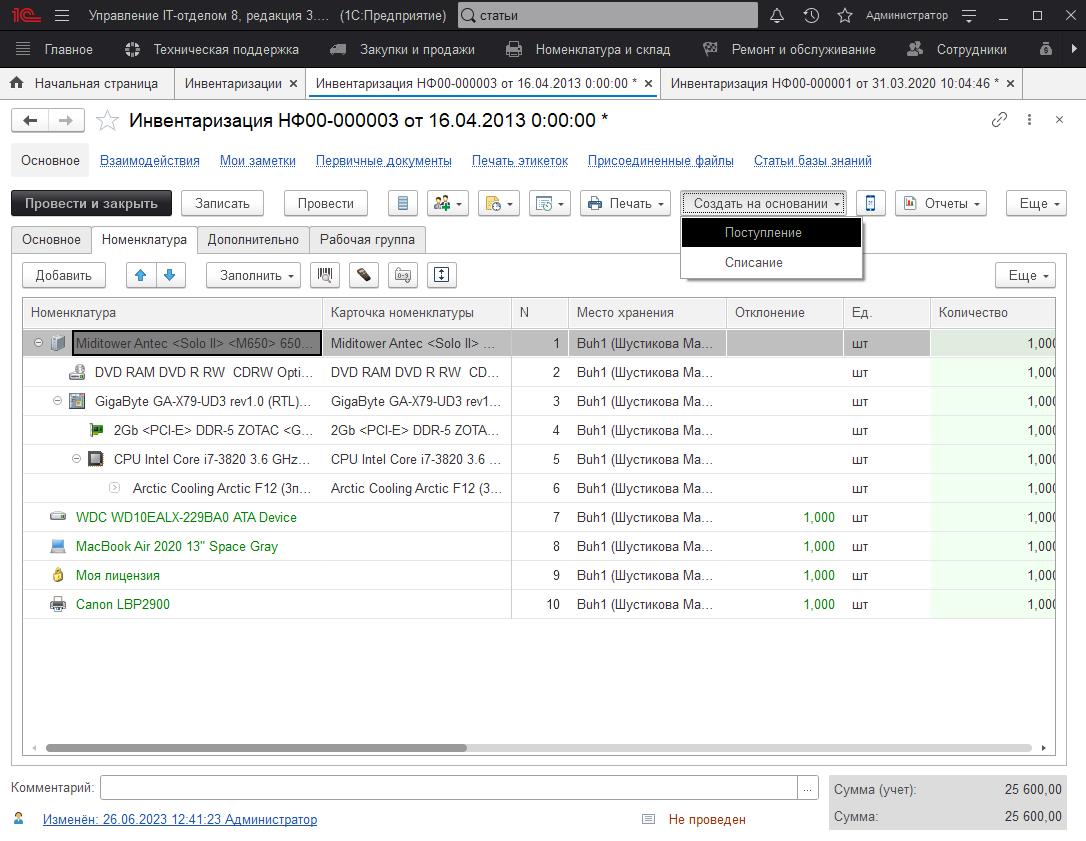 Управление IT-отделом 8, редакция 3.... (1С:Предприятие) статьи Администратор
Главное Техническая поддержка Закупки и продажи Номенклатура и склад Ремонт и обслуживание Сотрудники
Начальная страница Инвентаризации × Инвентаризация НФ00-000003 от 16.04.2013 0:00:00 * × Инвентаризация НФ00-000001 от 31.03.2020 10:04:46 * ×
Инвентаризация НФ00-000003 от 16.04.2013 0:00:00 *
Основное Взаимодействия Мои заметки Первичные документы Печать этикеток Присоединенные файлы Статьи базы знаний
Провести и закрыть Записать Провести Печать Создать на основании Отчеты Еще
Поступление
Списание
Основное Номенклатура Дополнительно Рабочая группа
Добавить Заполнить Еще
Номенклатура Карточка номенклатуры N Место хранения Отклонение Ед. Количество
Miditower Antec <Solo II> <M650> 650... Miditower Antec <Solo II> ... 1 Buh1 (Шустикова Ма... шт 1,000
DVD RAM DVD R RW CDRW Opti... DVD RAM DVD R RW CD... 2 Buh1 (Шустикова Ма... шт 1,000
GigaByte GA-X79-UD3 rev1.0 (RTL)... GigaByte GA-X79-UD3 rev1... 3 Buh1 (Шустикова Ма... шт 1,000
2Gb <PCI-E> DDR-5 ZOTAC <G... 2Gb <PCI-E> DDR-5 ZOTA... 4 Buh1 (Шустикова Ма... шт 1,000
CPU Intel Core i7-3820 3.6 GHz... CPU Intel Core i7-3820 3.6 ... 5 Buh1 (Шустикова Ма... шт 1,000
Arctic Cooling Arctic F12 (3п... Arctic Cooling Arctic F12 (3... 6 Buh1 (Шустикова Ма... шт 1,000
WDC WD10EALX-229BA0 ATA Device 7 Buh1 (Шустикова Ма... 1,000 шт 1,000
MacBook Air 2020 13" Space Gray 8 Buh1 (Шустикова Ма... 1,000 шт 1,000
Моя лицензия 9 Buh1 (Шустикова Ма... 1,000 шт 1,000
Canon LBP2900 10 Buh1 (Шустикова Ма... 1,000 шт 1,000
Комментарий: ... Сумма (учет): 25 600,00
Изменён: 26.06.2023 12:41:23 Администратор Не проведен Сумма: 25 600,00